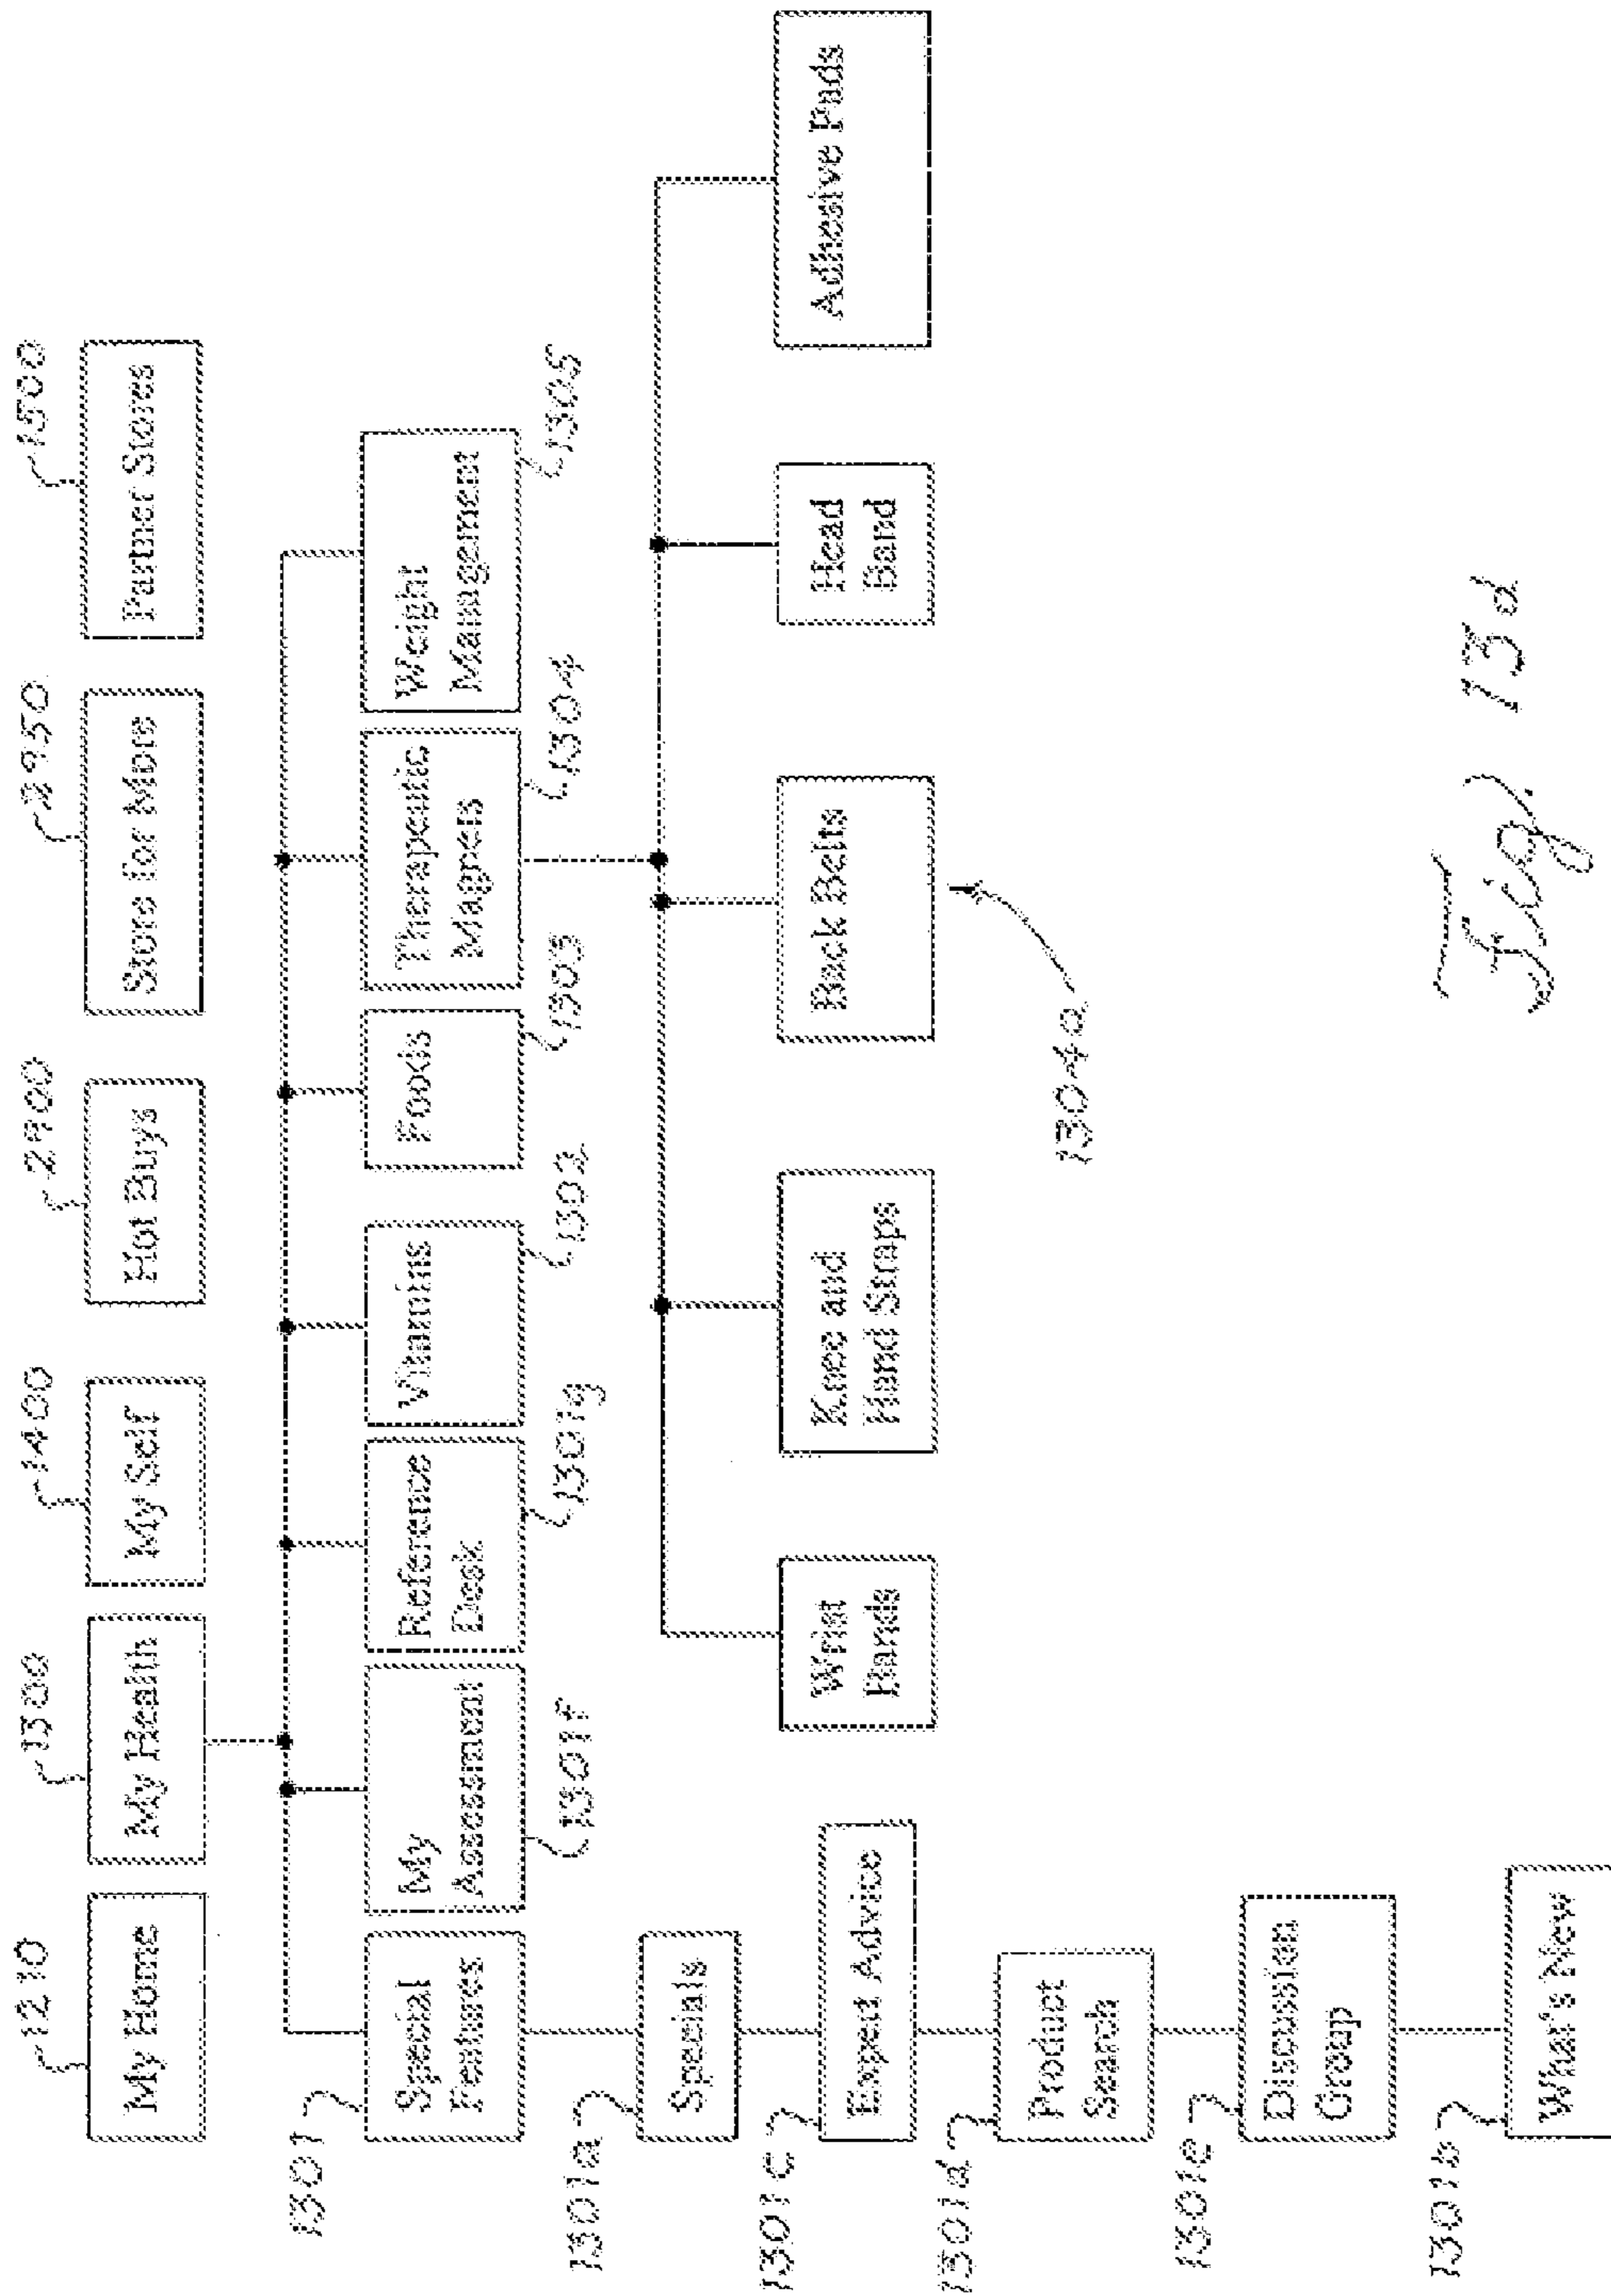 1210
1300
1400
2900
2950
1500
My Home
My Health
My Self
Hot Buys
Store for More
Partner Stores
1301
Special
Features
My
Assessment
Reference
Desk
Vitamins
Foods
Therapeutic
Magnets
Weight
Management
1301f
1301g
1302
1303
1304
1305
1301a
Specials
Wrist
Bands
Knee and
Hand Straps
Back Belts
Head
Band
Adhesive Pads
1301c
Expert Advice
1304a
1301d
Product
Search
1301e
Discussion
Group
1301b
What's New
Fig. 13d